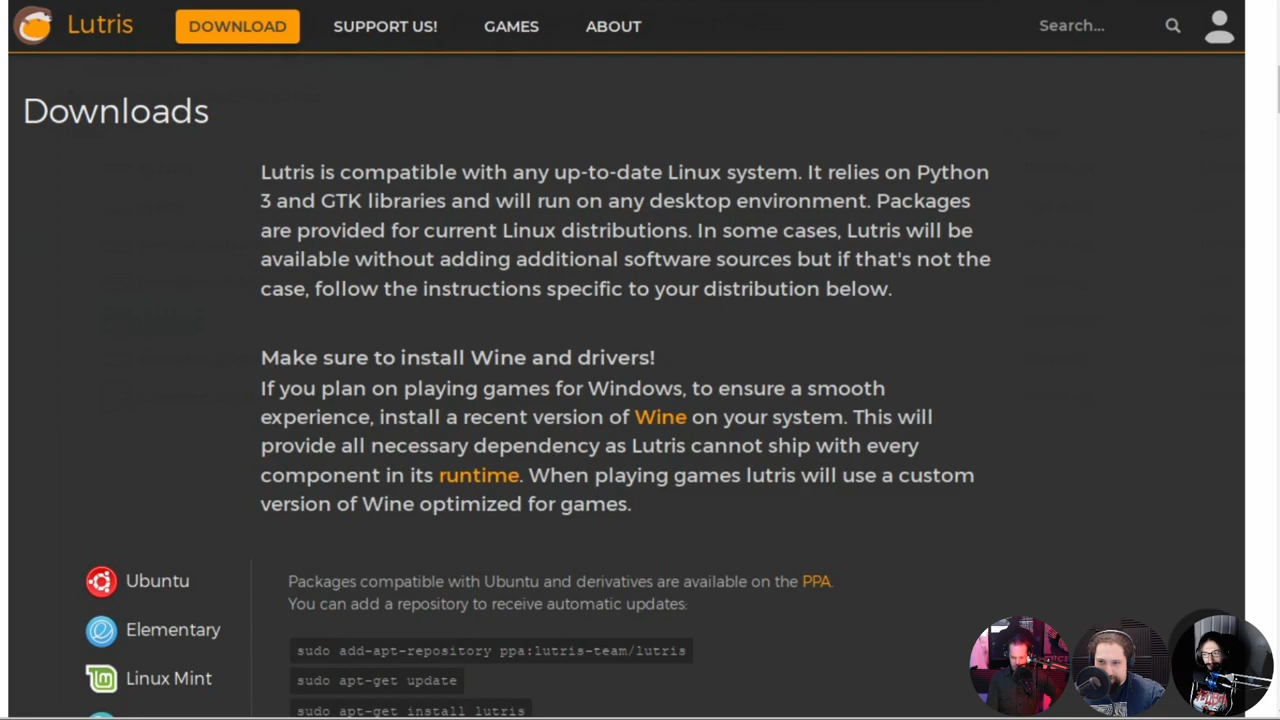 Lutris
DOWNLOAD
SUPPORT US!
GAMES
ABOUT
Search...
Downloads
Lutris is compatible with any up-to-date Linux system. It relies on Python
3 and GTK libraries and will run on any desktop environment. Packages
are provided for current Linux distributions. In some cases, Lutris will be
available without adding additional software sources but if that's not the
case, follow the instructions specific to your distribution below.
Make sure to install Wine and drivers!
If you plan on playing games for Windows, to ensure a smooth
experience, install a recent version of Wine on your system. This will
provide all necessary dependency as Lutris cannot ship with every
component in its runtime. When playing games lutris will use a custom
version of Wine optimized for games.
Ubuntu
Elementary
Linux Mint
Packages compatible with Ubuntu and derivatives are available on the PPA.
You can add a repository to receive automatic updates:
sudo add-apt-repository ppa:lutris-team/lutris
sudo apt-get update
sudo apt-get install lutris